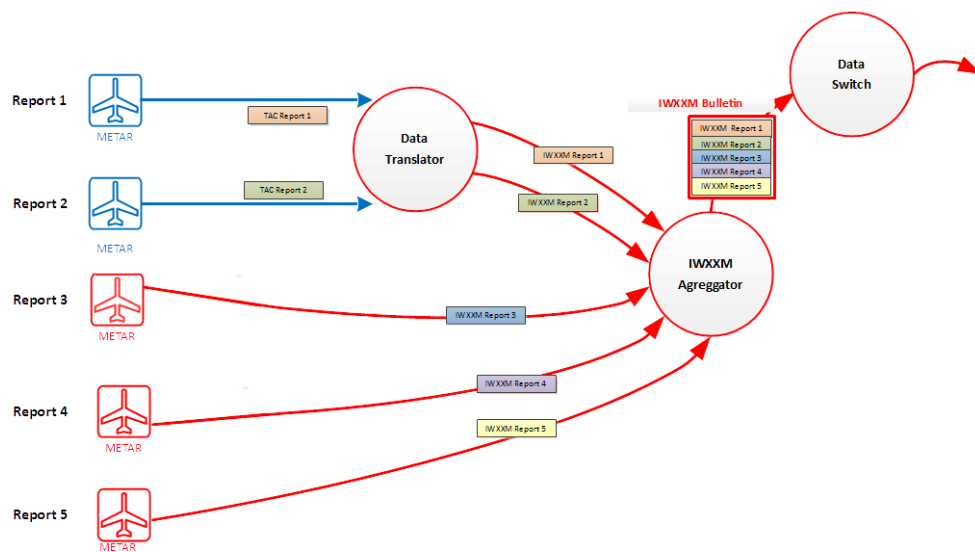 Report 1
METAR
TAC Report 1
Report 2
METAR
TAC Report 2
Data
Translator
IWXXM Report 1
IWXXM Report 2
Report 3
METAR
IWXXM Report 3
Report 4
METAR
IWXXM Report 4
Report 5
METAR
IWXXM Report 5
IWXXM
Agreggator
IWXXM Bulletin
IWXXM Report 1
IWXXM Report 2
IWXXM Report 3
IWXXM Report 4
IWXXM Report 5
Data
Switch